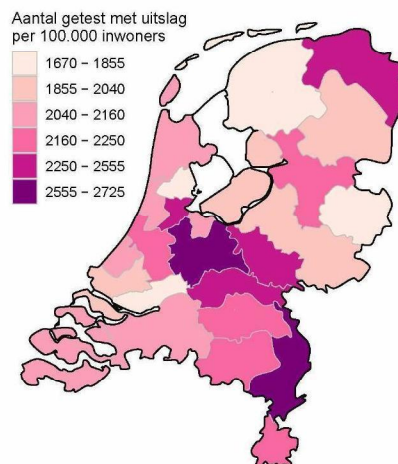 Aantal getest met uitslag
per 100.000 inwoners
1670 – 1855
1855 – 2040
2040 – 2160
2160 – 2250
2250 – 2555
2555 – 2725